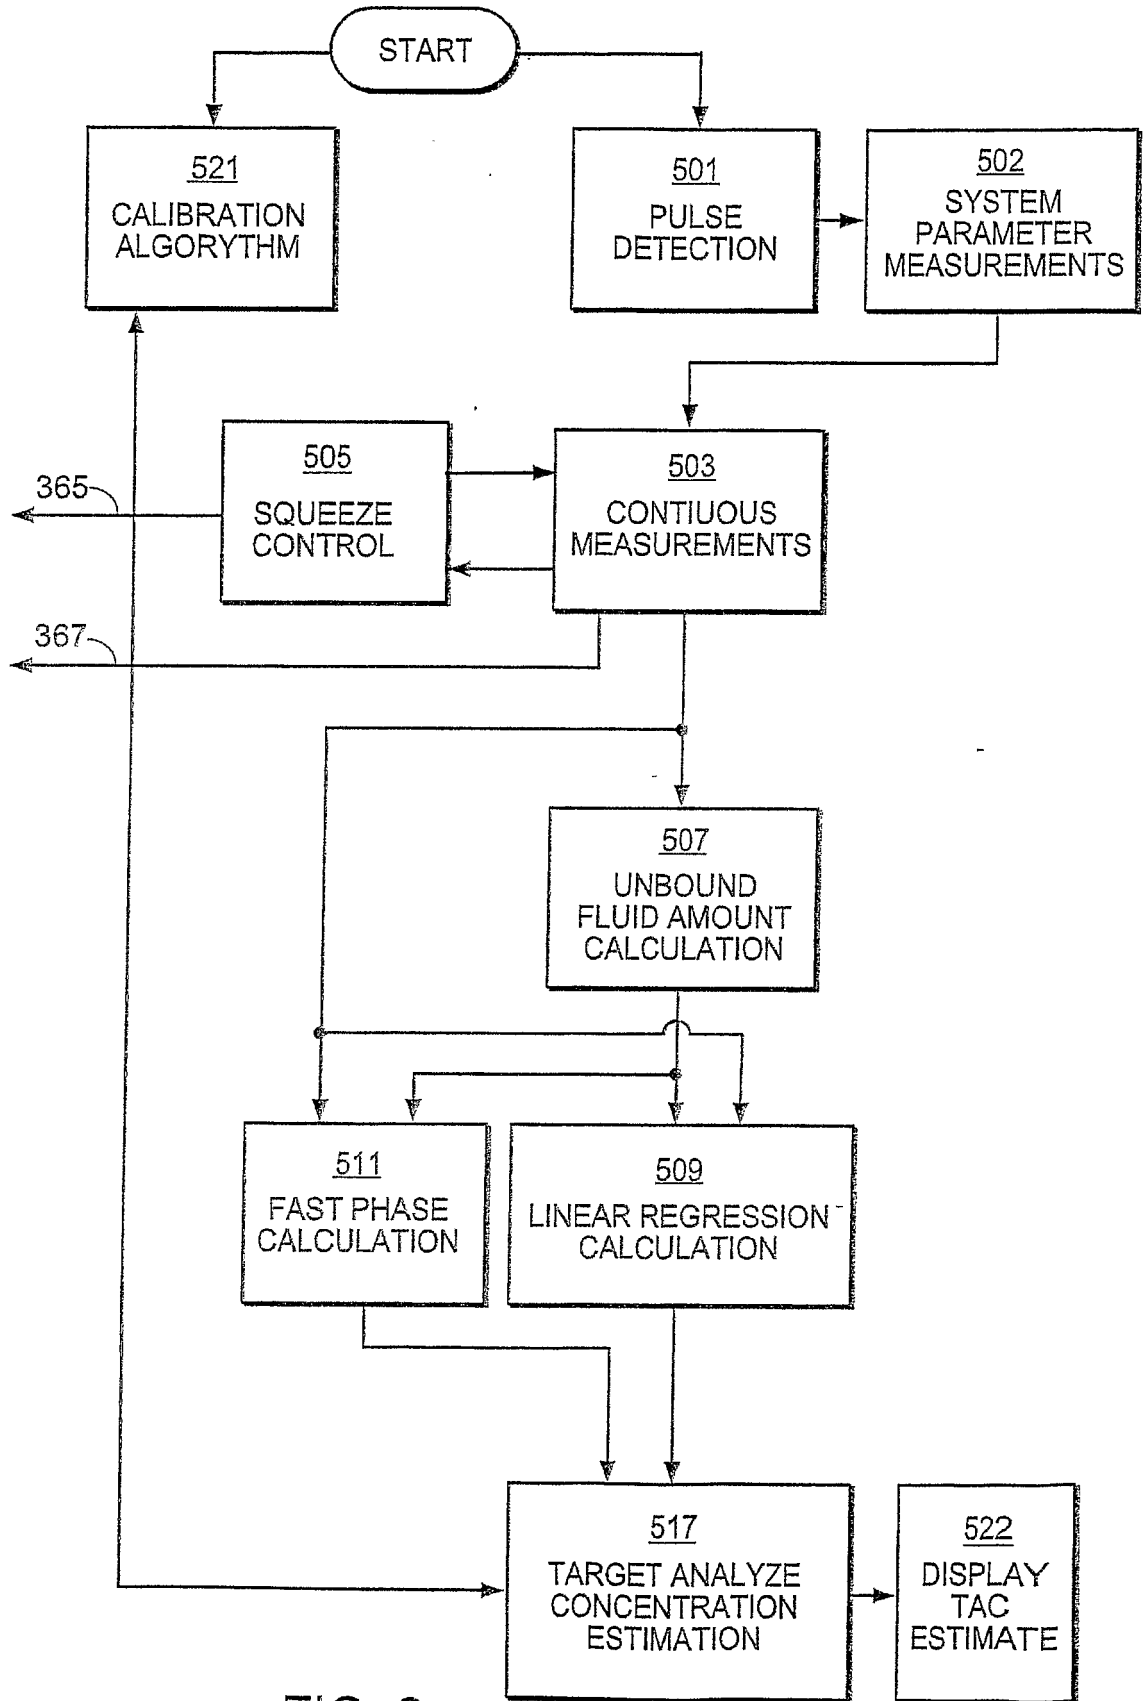 START
521
CALIBRATION
ALGORYTHM
501
PULSE
DETECTION
502
SYSTEM
PARAMETER
MEASUREMENTS
505
SQUEEZE
CONTROL
503
CONTIUOUS
MEASUREMENTS
365
367
507
UNBOUND
FLUID AMOUNT
CALCULATION
511
FAST PHASE
CALCULATION
509
LINEAR REGRESSION
CALCULATION
517
TARGET ANALYZE
CONCENTRATION
ESTIMATION
522
DISPLAY
TAC
ESTIMATE